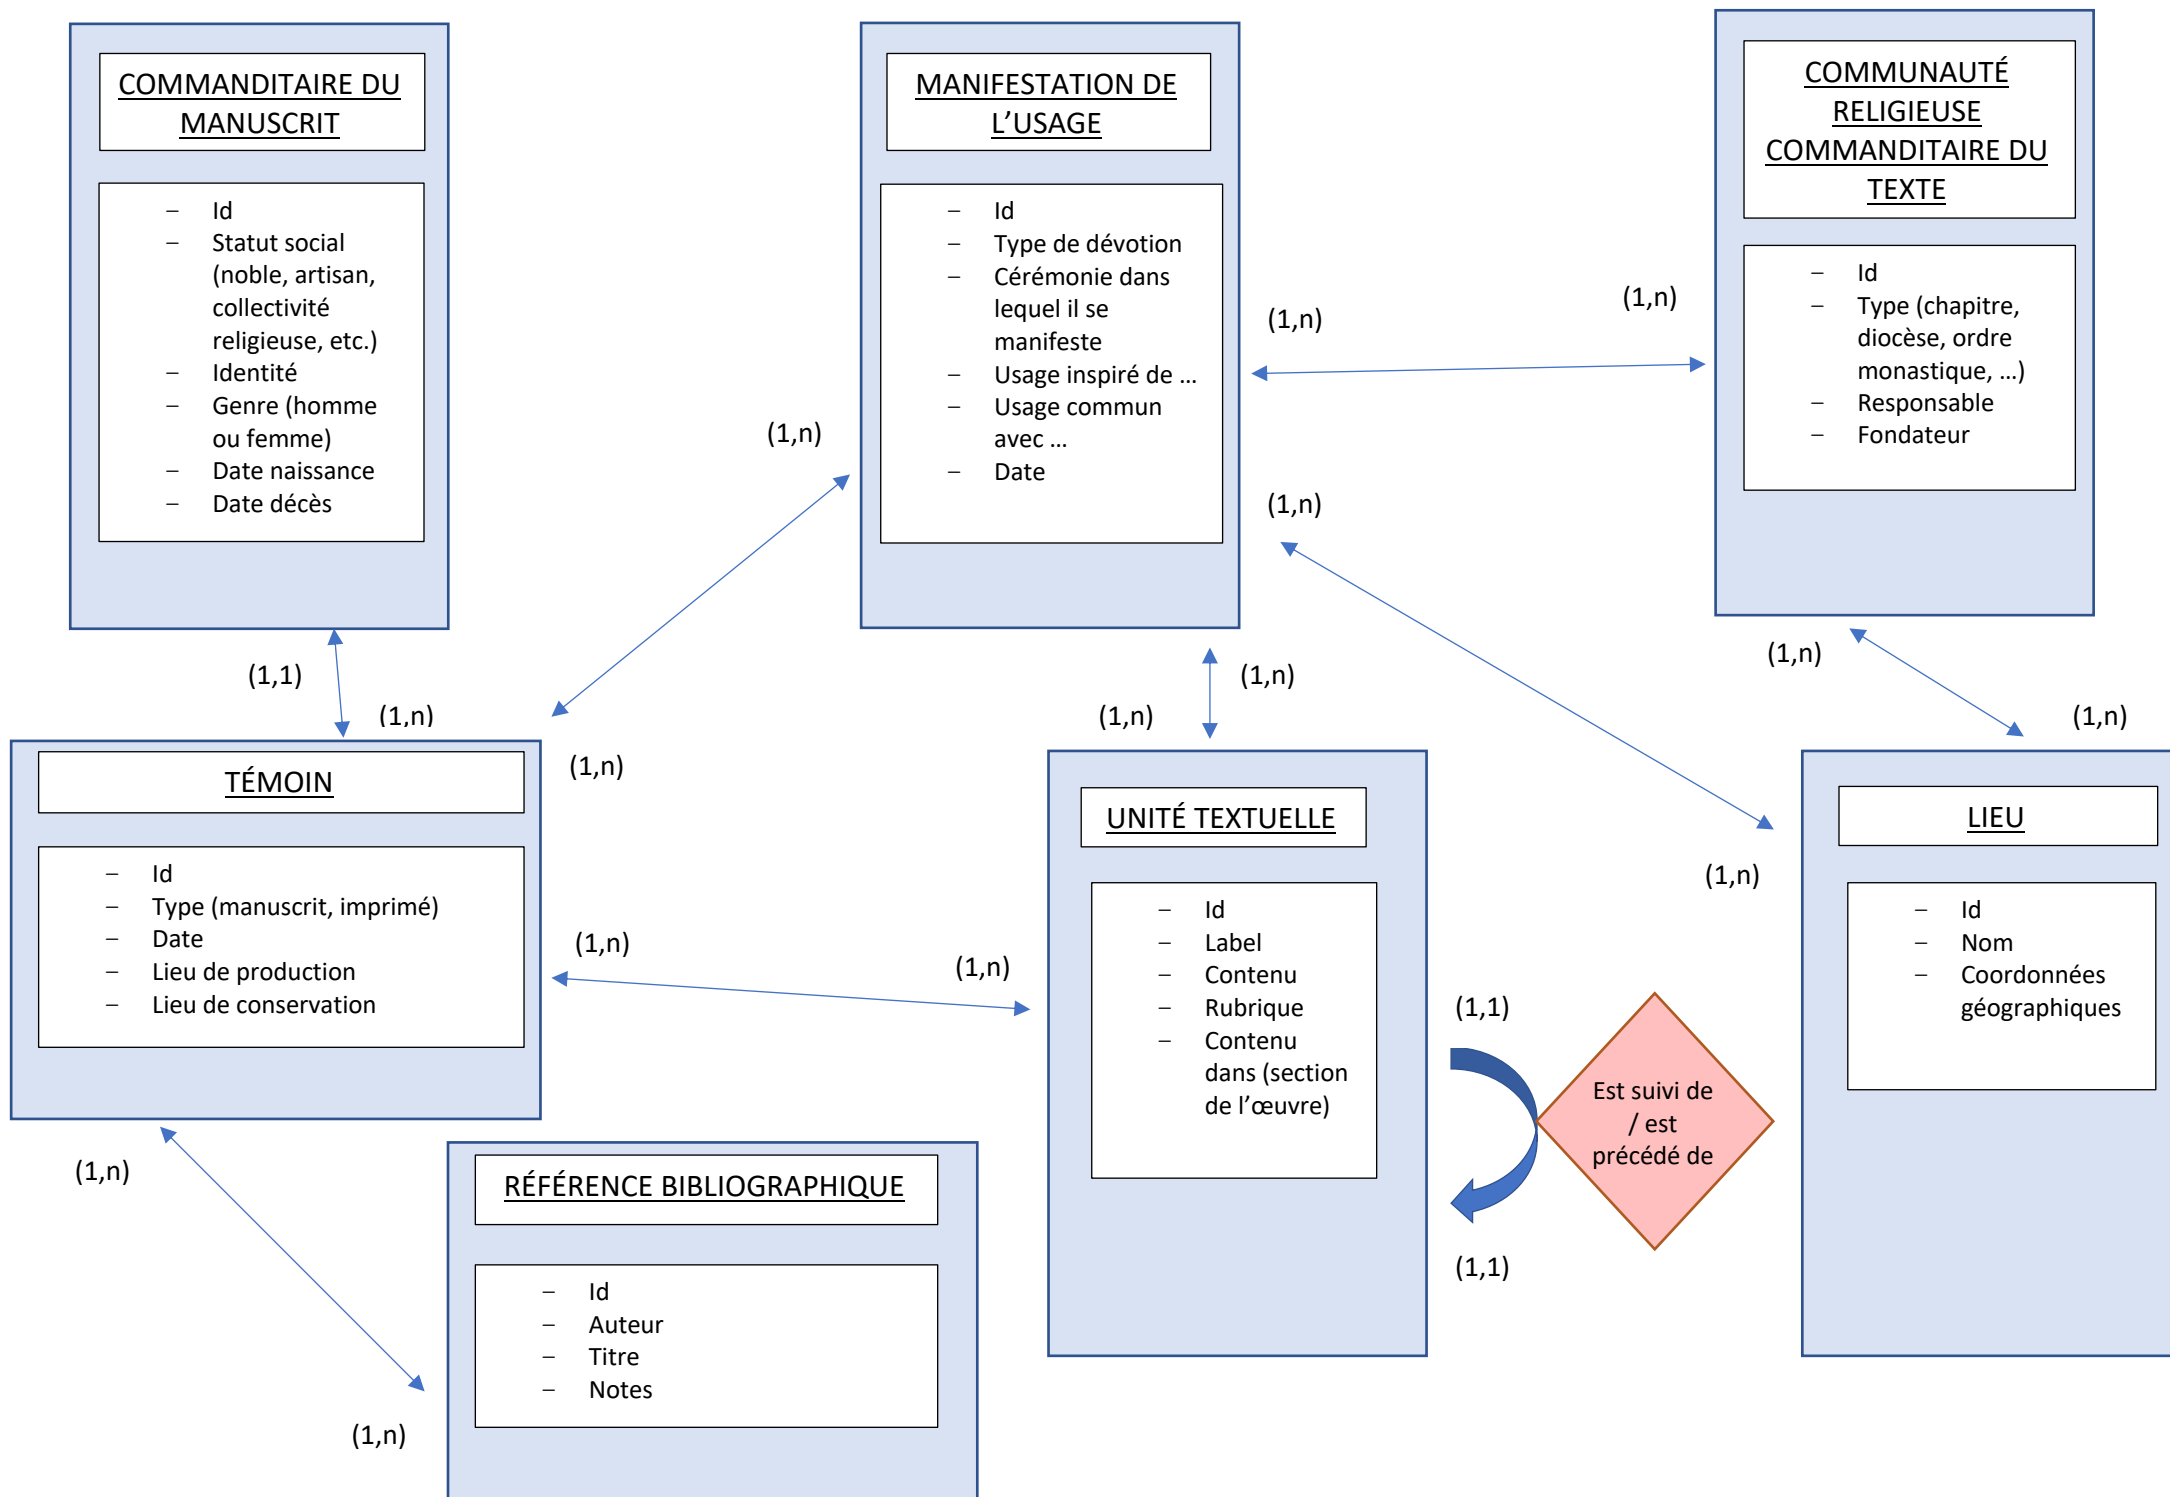 COMMANDITAIRE DU
MANUSCRIT
– Id
– Statut social
(noble, artisan,
collectivité
religieuse, etc.)
– Identité
– Genre (homme
ou femme)
– Date naissance
– Date décès
MANIFESTATION DE
L’USAGE
– Id
– Type de dévotion
– Cérémonie dans
lequel il se
manifeste
– Usage inspiré de …
– Usage commun
avec …
– Date
COMMUNAUTÉ
RELIGIEUSE
COMMANDITAIRE DU
TEXTE
– Id
– Type (chapitre,
diocèse, ordre
monastique, …)
– Responsable
– Fondateur
(1,n)
(1,n)
(1,n)
(1,n)
(1,1)
(1,n)
(1,n)
(1,n)
(1,n)
(1,n)
(1,n)
(1,n)
TÉMOIN
– Id
– Type (manuscrit, imprimé)
– Date
– Lieu de production
– Lieu de conservation
(1,n)
(1,n)
UNITÉ TEXTUELLE
– Id
– Label
– Contenu
– Rubrique
– Contenu
dans (section
de l’œuvre)
(1,1)
Est suivi de
/ est
précédé de
(1,1)
LIEU
– Id
– Nom
– Coordonnées
géographiques
(1,n)
RÉFÉRENCE BIBLIOGRAPHIQUE
– Id
– Auteur
– Titre
– Notes
(1,n)